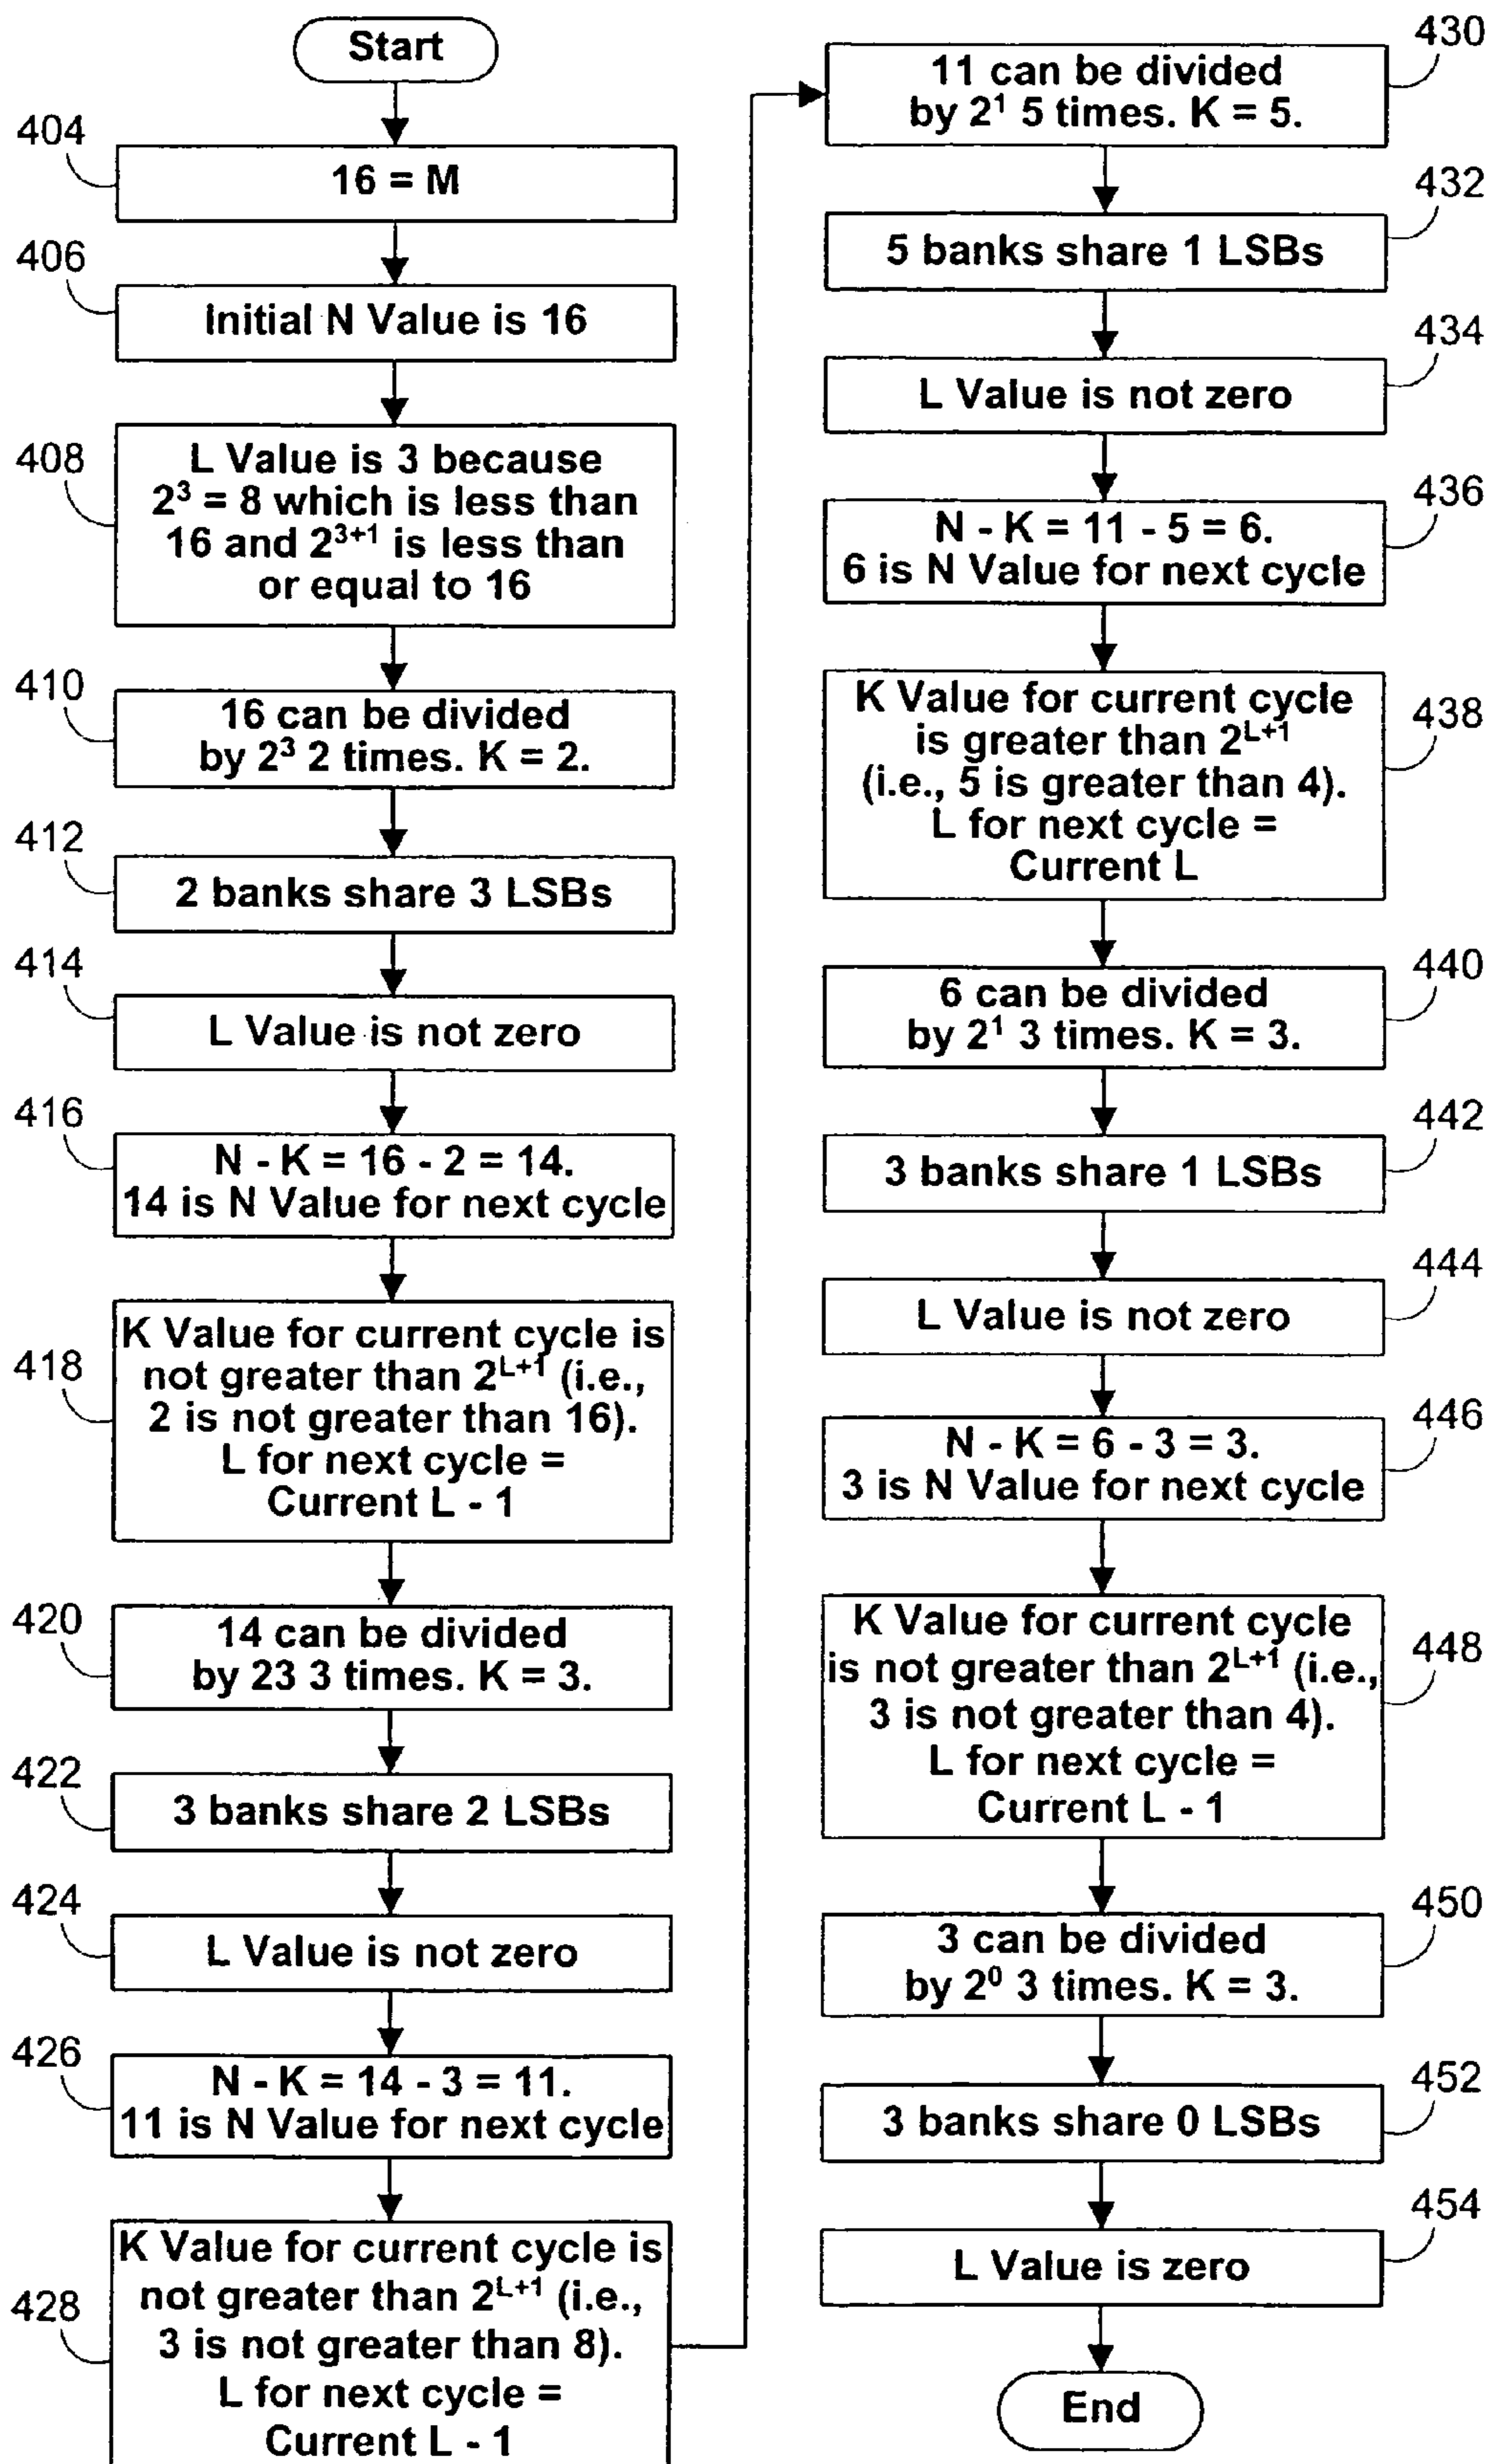 Start
404
16 = M
406
Initial N Value is 16
408
L Value is 3 because
2³ = 8 which is less than
16 and 2³⁺¹ is less than
or equal to 16
410
16 can be divided
by 2³ 2 times. K = 2.
412
2 banks share 3 LSBs
414
L Value is not zero
416
N - K = 16 - 2 = 14.
14 is N Value for next cycle
418
K Value for current cycle is
not greater than 2ᴸ⁺¹ (i.e.,
2 is not greater than 16).
L for next cycle =
Current L - 1
420
14 can be divided
by 23 3 times. K = 3.
422
3 banks share 2 LSBs
424
L Value is not zero
426
N - K = 14 - 3 = 11.
11 is N Value for next cycle
428
K Value for current cycle is
not greater than 2ᴸ⁺¹ (i.e.,
3 is not greater than 8).
L for next cycle =
Current L - 1
430
11 can be divided
by 2¹ 5 times. K = 5.
432
5 banks share 1 LSBs
434
L Value is not zero
436
N - K = 11 - 5 = 6.
6 is N Value for next cycle
438
K Value for current cycle
is greater than 2ᴸ⁺¹
(i.e., 5 is greater than 4).
L for next cycle =
Current L
440
6 can be divided
by 2¹ 3 times. K = 3.
442
3 banks share 1 LSBs
444
L Value is not zero
446
N - K = 6 - 3 = 3.
3 is N Value for next cycle
448
K Value for current cycle
is not greater than 2ᴸ⁺¹ (i.e.,
3 is not greater than 4).
L for next cycle =
Current L - 1
450
3 can be divided
by 2⁰ 3 times. K = 3.
452
3 banks share 0 LSBs
454
L Value is zero
End